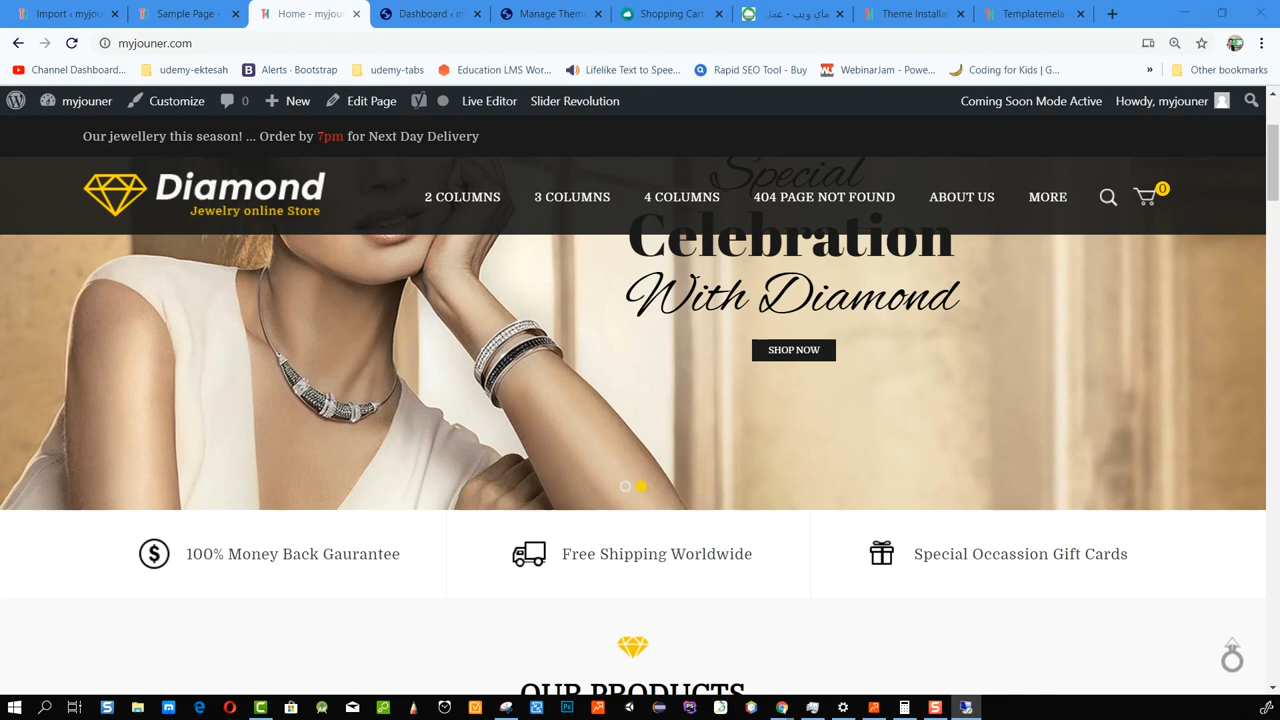 Import ‹ myjou
Sample Page -
Home - myjour
Dashboard ‹ m
Manage Them
Shopping Cart
ماي ويب - عمل
Theme Installa
Templatemela
myjouner.com
Channel Dashboard...
udemy-ektesah
Alerts · Bootstrap
udemy-tabs
Education LMS Wor...
Lifelike Text to Spee...
Rapid SEO Tool - Buy
WebinarJam - Powe...
Coding for Kids | G...
»
Other bookmarks
myjouner
Customize
0
New
Edit Page
Live Editor
Slider Revolution
Coming Soon Mode Active
Howdy, myjouner
Our jewellery this season! ... Order by 7pm for Next Day Delivery
Diamond
Jewelry online Store
2 COLUMNS
3 COLUMNS
4 COLUMNS
404 PAGE NOT FOUND
ABOUT US
MORE
0
Special
Celebration
With Diamond
SHOP NOW
100% Money Back Gaurantee
Free Shipping Worldwide
Special Occassion Gift Cards
OUR PRODUCTS